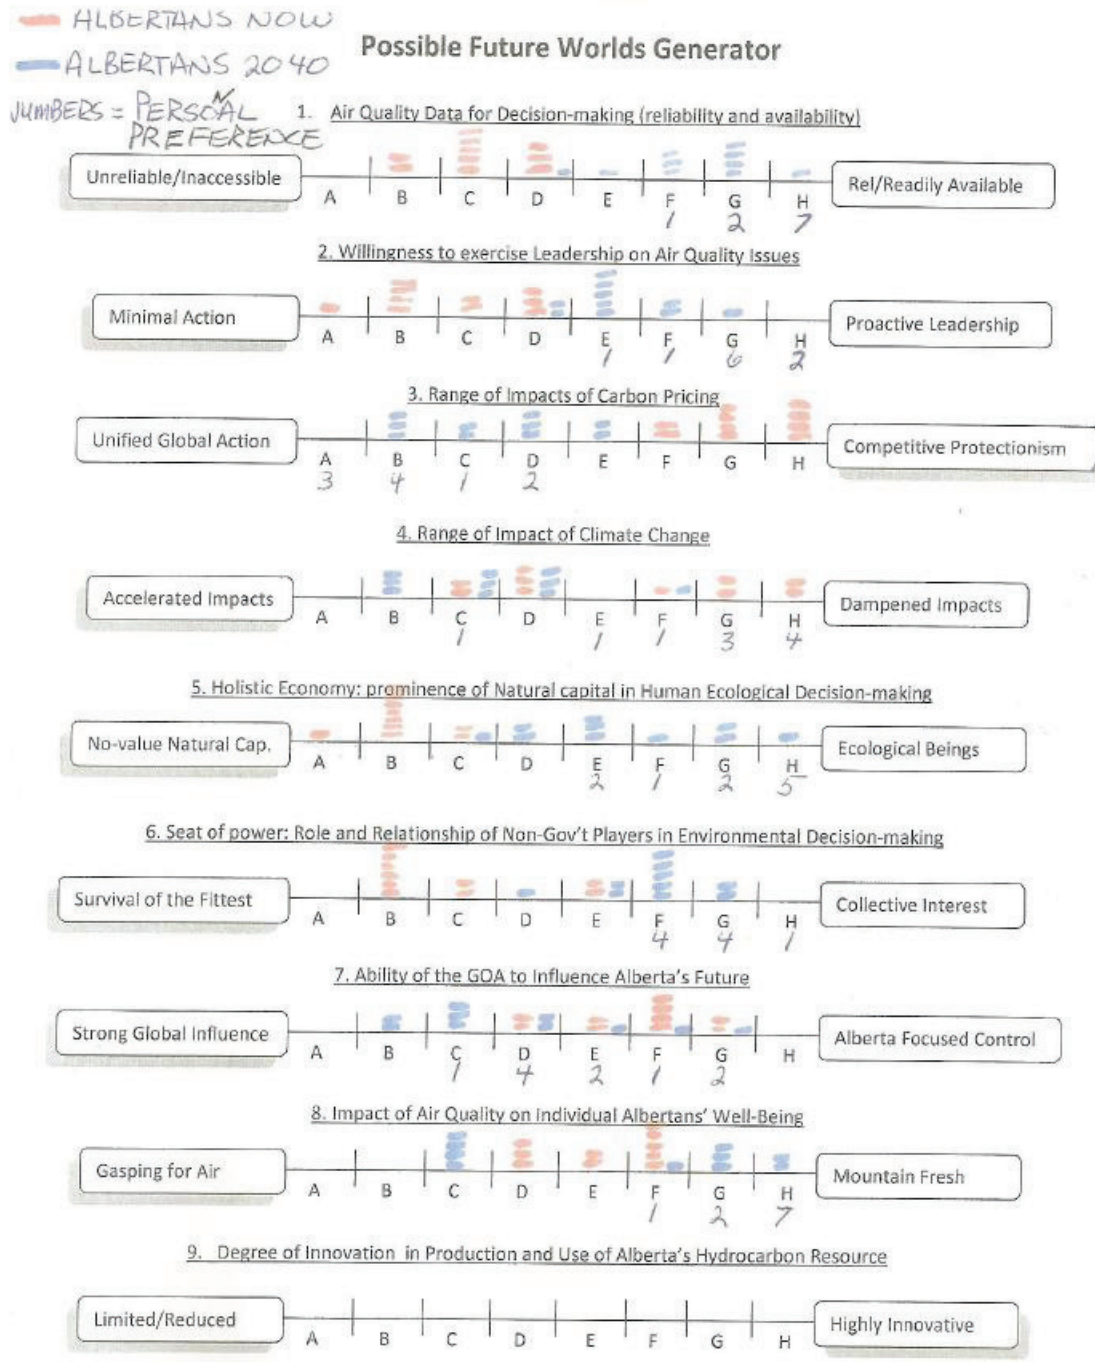 ALBERTANS NOW
ALBERTANS 2040
JUMBERS = PERSONAL PREFERENCE
Possible Future Worlds Generator
1. Air Quality Data for Decision-making (reliability and availability)
Unreliable/Inaccessible
Rel/Readily Available
A B C D E F G H
1 2 7
2. Willingness to exercise Leadership on Air Quality Issues
Minimal Action
Proactive Leadership
A B C D E F G H
1 1 6 2
3. Range of Impacts of Carbon Pricing
Unified Global Action
Competitive Protectionism
A B C D E F G H
3 4 1 2
4. Range of Impact of Climate Change
Accelerated Impacts
Dampened Impacts
A B C D E F G H
1 1 1 3 4
5. Holistic Economy: prominence of Natural capital in Human Ecological Decision-making
No-value Natural Cap.
Ecological Beings
A B C D E F G H
2 1 2 5
6. Seat of power: Role and Relationship of Non-Gov't Players in Environmental Decision-making
Survival of the Fittest
Collective Interest
A B C D E F G H
4 4 1
7. Ability of the GOA to Influence Alberta's Future
Strong Global Influence
Alberta Focused Control
A B C D E F G H
1 4 2 1 2
8. Impact of Air Quality on Individual Albertans' Well-Being
Gasping for Air
Mountain Fresh
A B C D E F G H
1 2 7
9. Degree of Innovation in Production and Use of Alberta's Hydrocarbon Resource
Limited/Reduced
Highly Innovative
A B C D E F G H